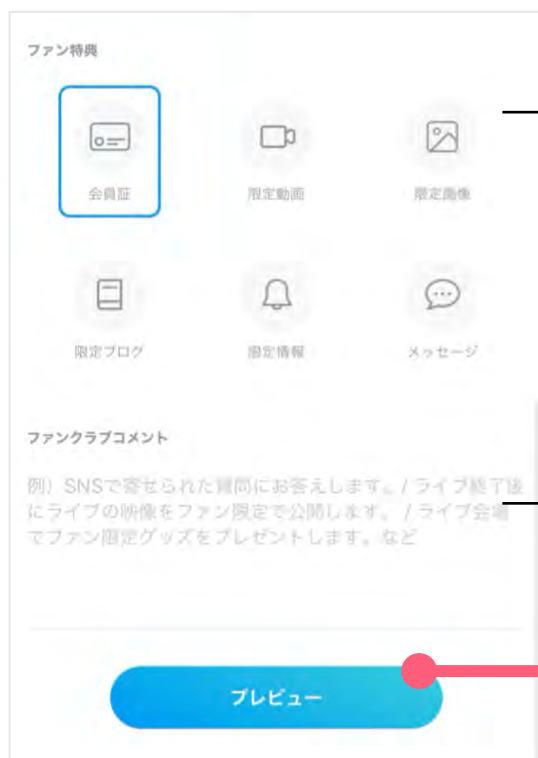 ファン特典
会員証
限定動画
限定画像
限定ブログ
限定情報
メッセージ
ファンクラブコメント
例）SNSで寄せられた質問にお答えします。/ ライブ終了後
にライブの映像をファン限定で公開します。 / ライブ会場
でファン限定グッズをプレゼントします。など
プレビュー